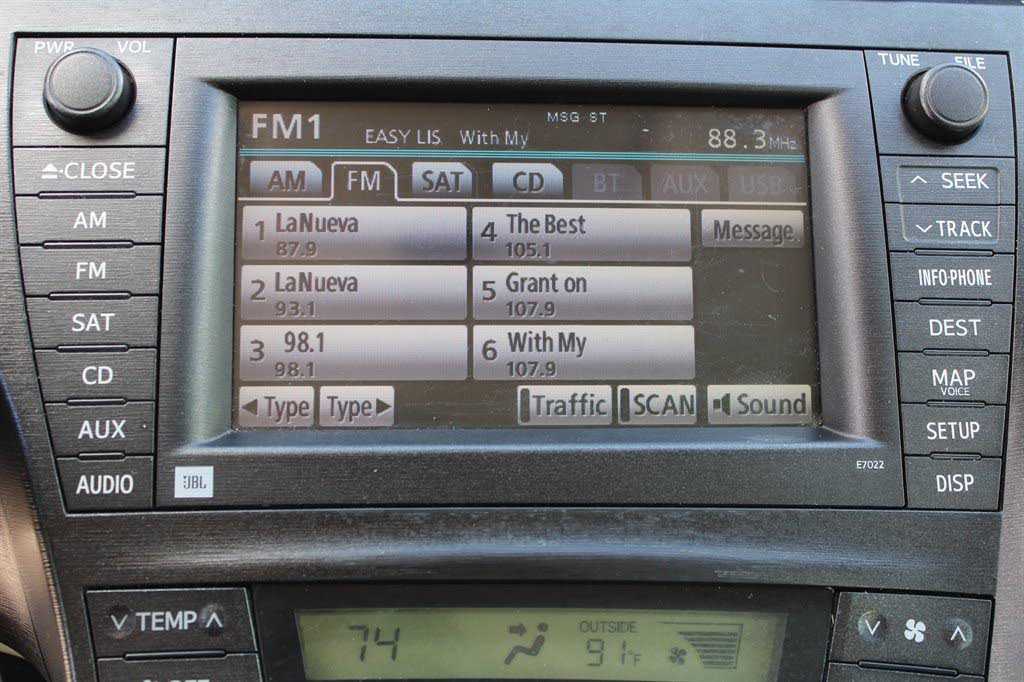 PWR VOL
TUNE FILE
FM1 EASY LIS With My MSG ST 88.3MHz
AM FM SAT CD BT AUX USB
1 LaNueva
87.9
4 The Best
105.1
Message
2 LaNueva
93.1
5 Grant on
107.9
3 98.1
98.1
6 With My
107.9
◀Type Type▶ Traffic SCAN Sound
⏏·CLOSE
AM
FM
SAT
CD
AUX
AUDIO
SEEK
TRACK
INFO·PHONE
DEST
MAP
VOICE
SETUP
DISP
JBL
E7022
TEMP
74
OUTSIDE
91°F